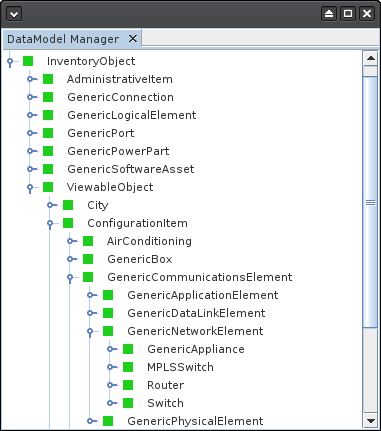 DataModel Manager
InventoryObject
AdministrativeItem
GenericConnection
GenericLogicalElement
GenericPort
GenericPowerPart
GenericSoftwareAsset
ViewableObject
City
ConfigurationItem
AirConditioning
GenericBox
GenericCommunicationsElement
GenericApplicationElement
GenericDataLinkElement
GenericNetworkElement
GenericAppliance
MPLSSwitch
Router
Switch
GenericPhysicalElement